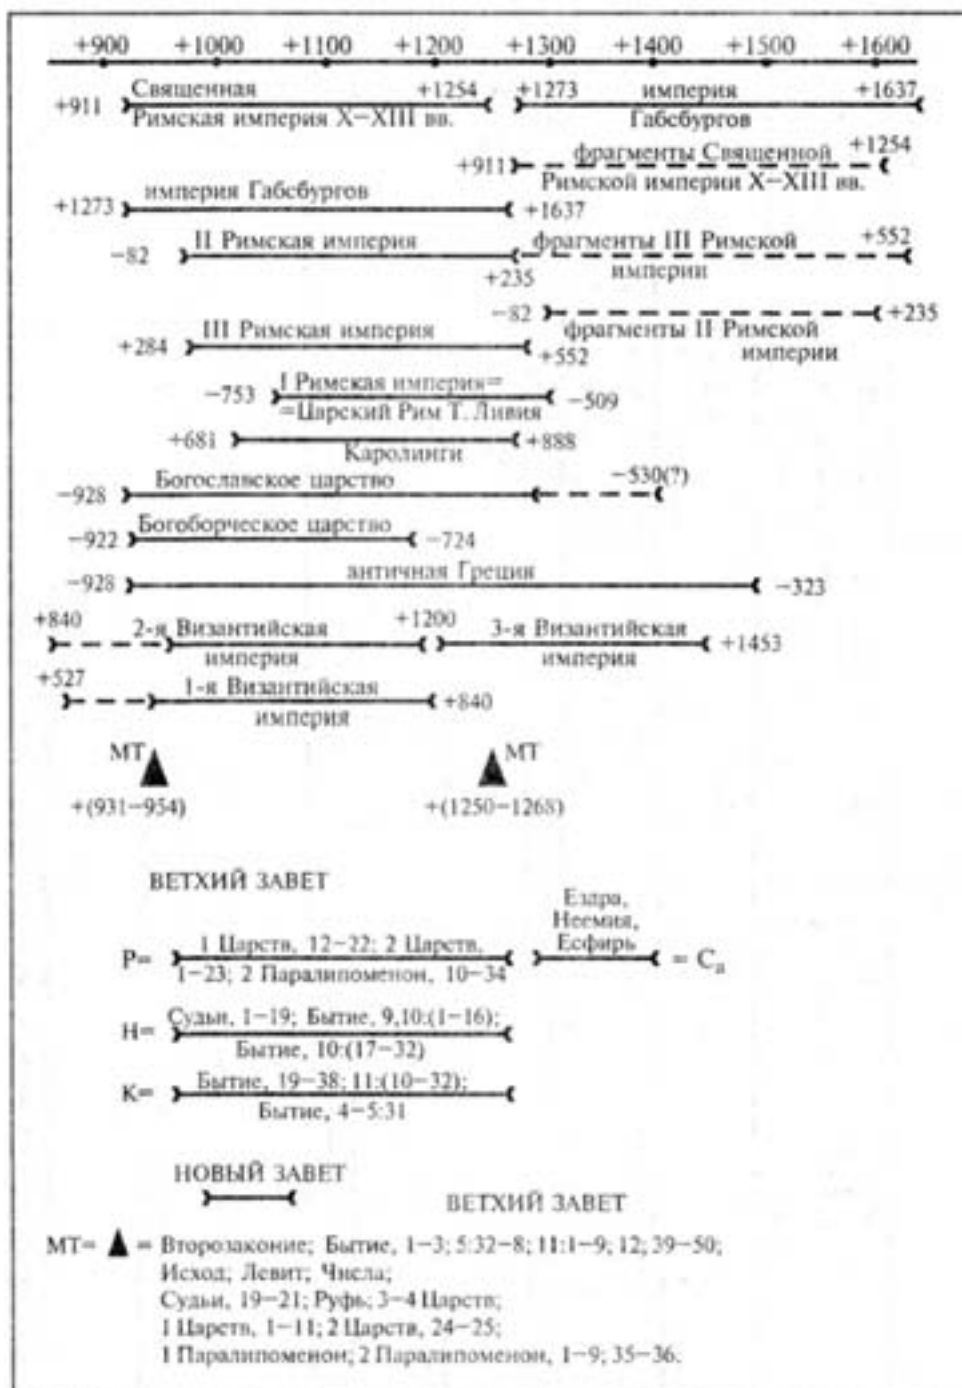 +900 +1000 +1100 +1200 +1300 +1400 +1500 +1600
Священная +1254 +1273 империя +1637
+911 Римская империя X–XIII вв. Габсбургов
фрагменты Священной +1254
+911 Римской империи X–XIII вв.
империя Габсбургов
+1273 +1637
II Римская империя фрагменты III Римской +552
−82 империи
+235
−82 +235
III Римская империя фрагменты II Римской
+284 +552 империи
I Римская империя=
−753 −509
=Царский Рим Т. Ливия
+681 +888
Каролинги
Богославское царство −530(?)
−928
Богоборческое царство
−922 −724
античная Греция
−928 −323
+840 2-я Византийская +1200 3-я Византийская
империя империя +1453
+527 1-я Византийская
империя +840
МТ МТ
+(931−954) +(1250−1268)
ВЕТХИЙ ЗАВЕТ
Ездра,
Неемия,
Есфирь
1 Царств, 12−22; 2 Царств,
Р= = Сд
1−23; 2 Паралипоменон, 10−34
Судьи, 1−19; Бытие, 9,10:(1−16);
Н=
Бытие, 10:(17−32)
Бытие, 19−38; 11:(10−32);
К=
Бытие, 4−5:31
НОВЫЙ ЗАВЕТ
ВЕТХИЙ ЗАВЕТ
МТ= ▲ = Второзаконие; Бытие, 1−3; 5:32−8; 11:1−9; 12; 39−50;
Исход; Левит; Числа;
Судьи, 19−21; Руфь; 3−4 Царств;
1 Царств, 1−11; 2 Царств, 24−25;
1 Паралипоменон; 2 Паралипоменон, 1−9; 35−36.